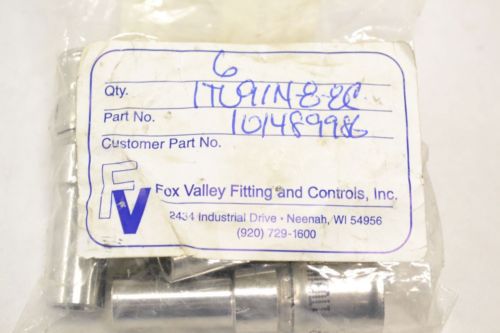 6
Qty.
1TU91N-8-8C
Part No.
101489986
Customer Part No.
FV
Fox Valley Fitting and Controls, Inc.
2434 Industrial Drive • Neenah, WI 54956
(920) 729-1600